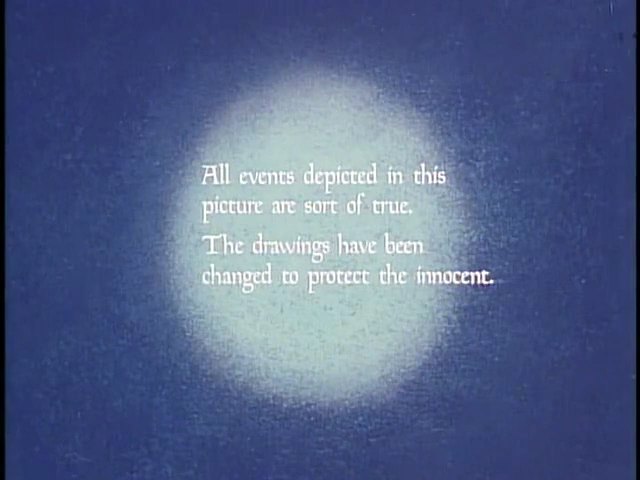 All events depicted in this
picture are sort of true.
The drawings have been
changed to protect the innocent.